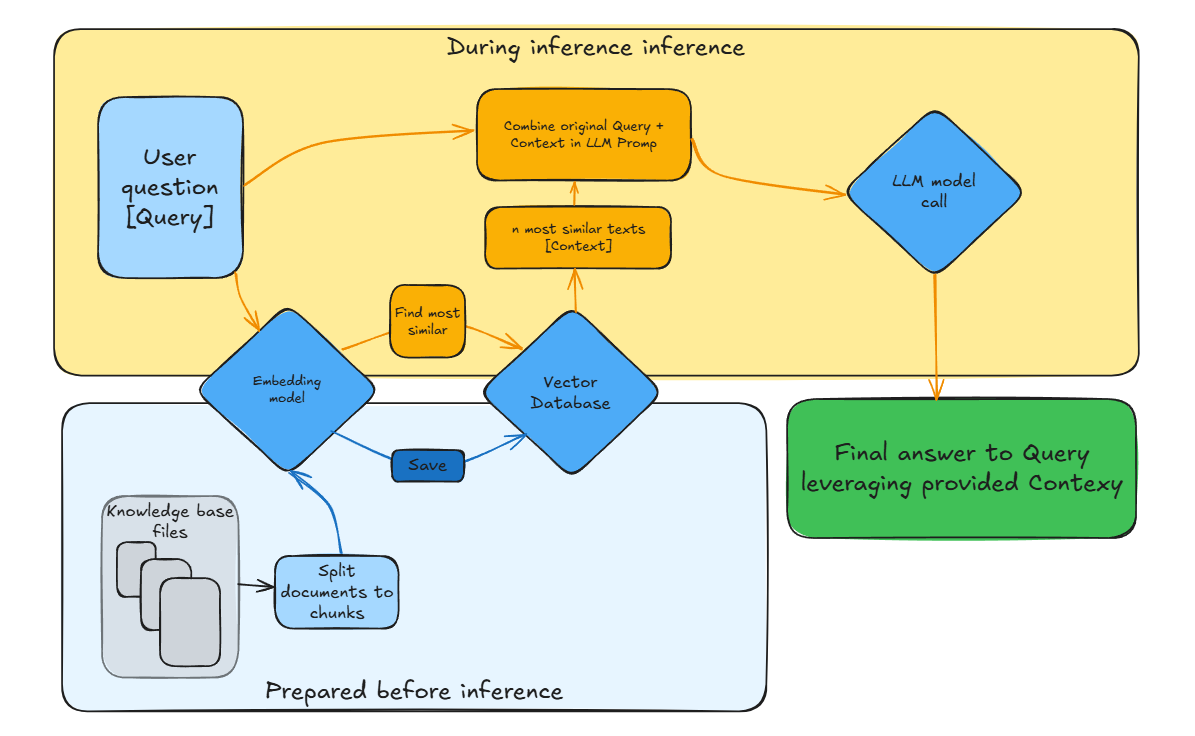 During inference inference
User
question
[Query]
Combine original Query +
Context in LLM Promp
LLM model
call
n most similar texts
[Context]
Find most
similar
Embedding
model
Vector
Database
Save
Final answer to Query
leveraging provided Contexy
Knowledge base
files
Split
documents to
chunks
Prepared before inference